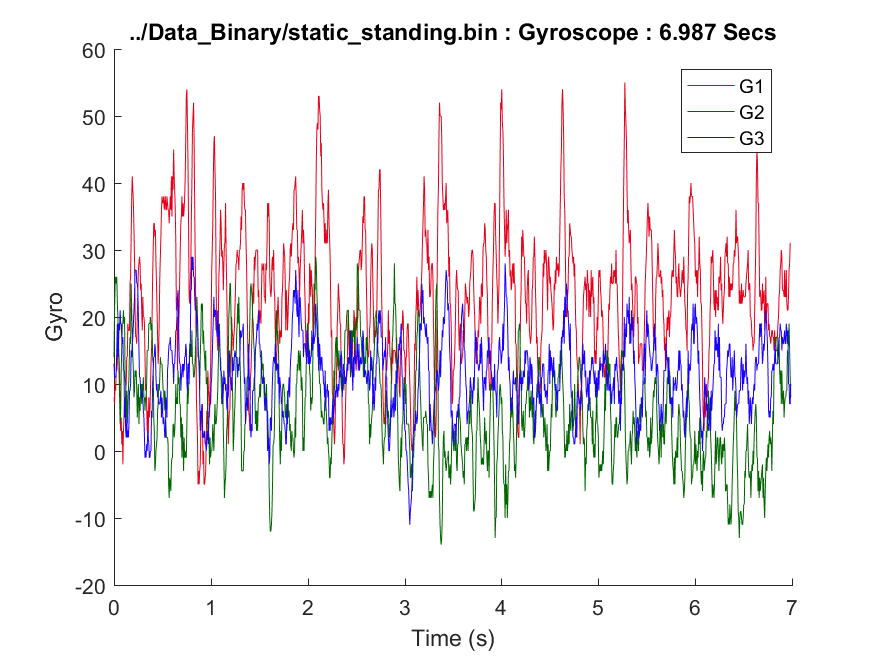 ../Data_Binary/static_standing.bin : Gyroscope : 6.987 Secs
60
50
40
30
20
10
0
-10
-20
Gyro
G1
G2
G3
0 1 2 3 4 5 6 7
Time (s)